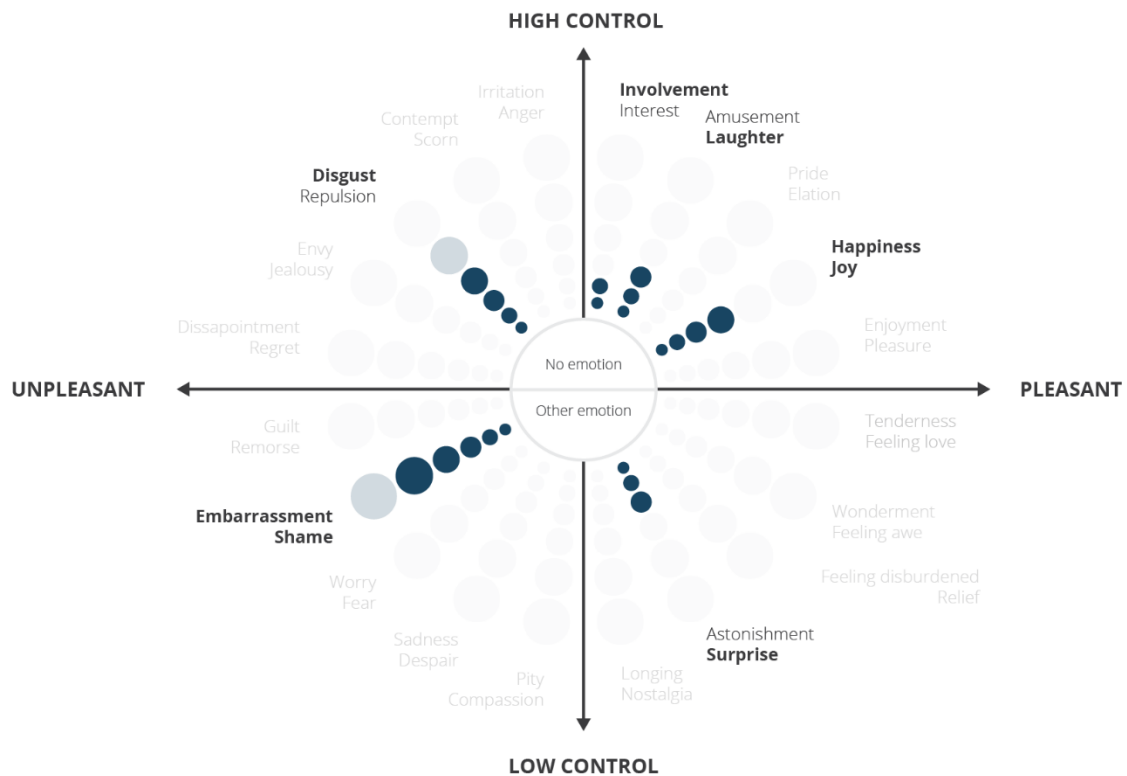 HIGH CONTROL
Irritation
Anger
Involvement
Interest
Contempt
Scorn
Amusement
Laughter
Disgust
Repulsion
Pride
Elation
Envy
Jealousy
Happiness
Joy
Dissapointment
Regret
Enjoyment
Pleasure
No emotion
UNPLEASANT
PLEASANT
Other emotion
Guilt
Remorse
Tenderness
Feeling love
Embarrassment
Shame
Wonderment
Feeling awe
Worry
Fear
Feeling disburdened
Relief
Sadness
Despair
Astonishment
Surprise
Pity
Compassion
Longing
Nostalgia
LOW CONTROL